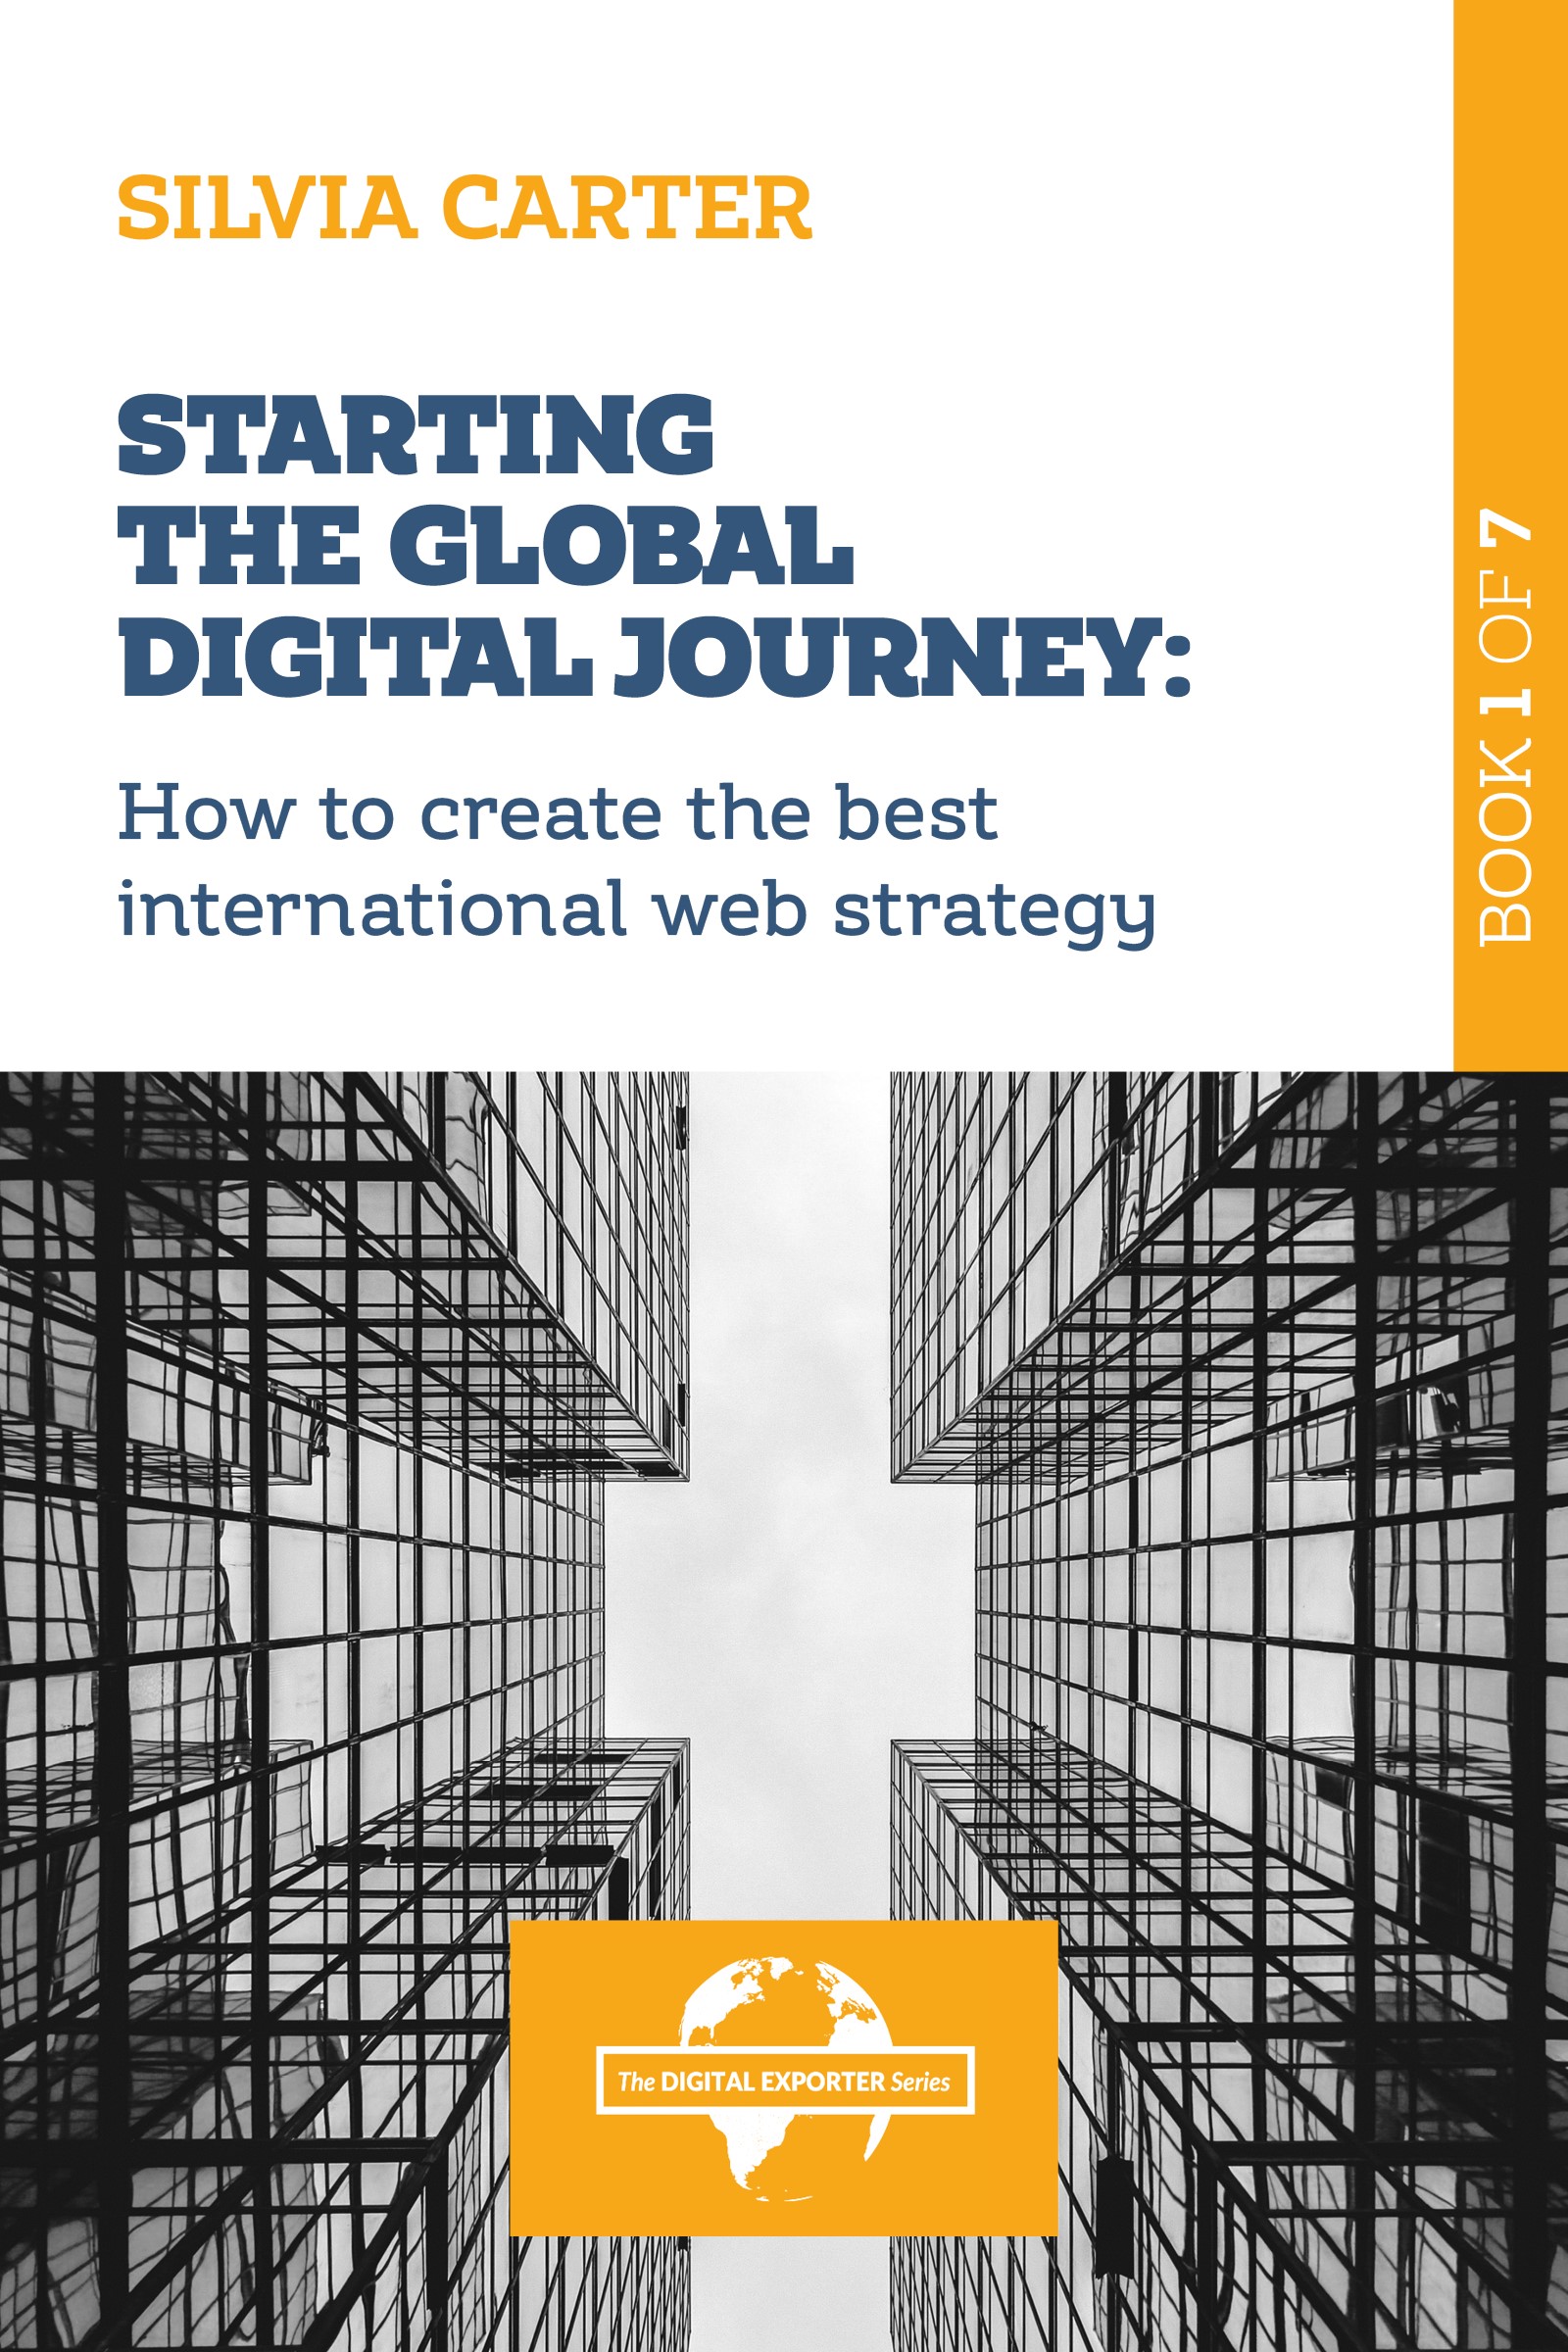 SILVIA CARTER
STARTING
THE GLOBAL
DIGITAL JOURNEY:
How to create the best
international web strategy
BOOK 1 OF 7
The DIGITAL EXPORTER Series